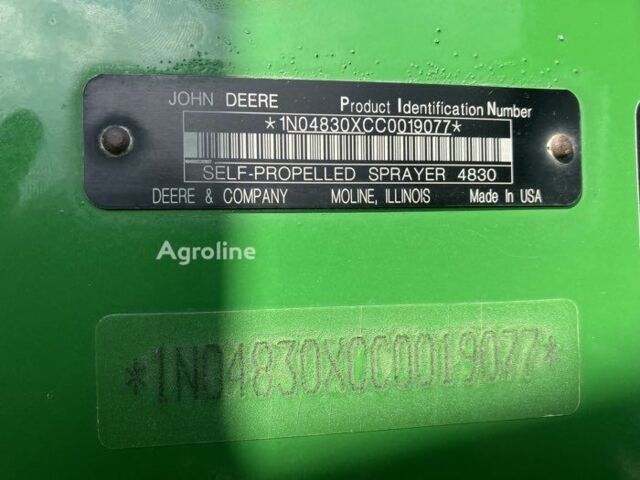 JOHN DEERE Product Identification Number
*1N04830XCC0019077*
SELF-PROPELLED SPRAYER 4830
DEERE & COMPANY MOLINE, ILLINOIS Made In USA
Agroline
*1N04830XCC0019077*